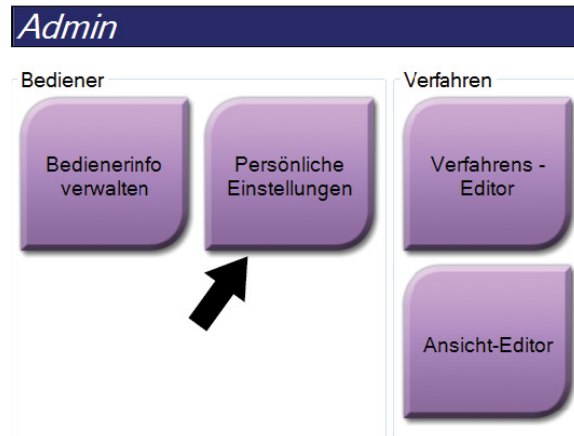 Admin
Bediener
Bedienerinfo
verwalten
Persönliche
Einstellungen
Verfahren
Verfahrens -
Editor
Ansicht-Editor